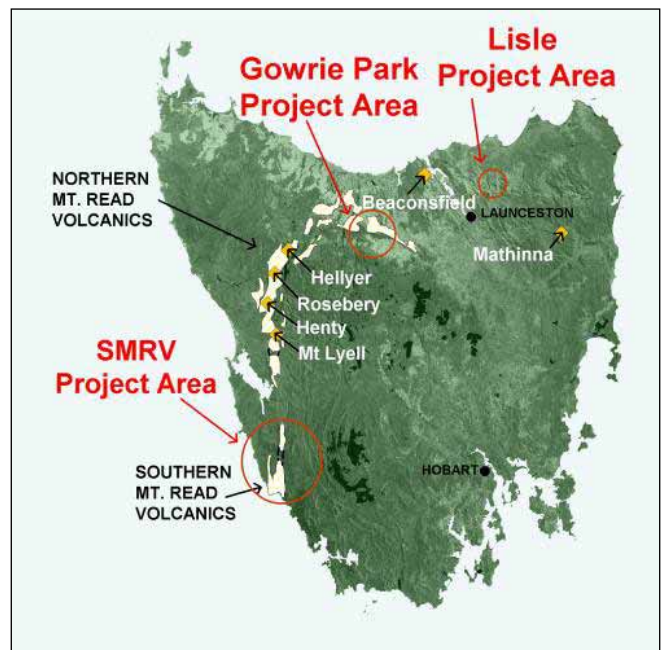 Lisle
Project Area
Gowrie Park
Project Area
NORTHERN
MT. READ
VOLCANICS
Beaconsfield
LAUNCESTON
Mathinna
Hellyer
Rosebery
Henty
Mt Lyell
SMRV
Project Area
SOUTHERN
MT. READ
VOLCANICS
HOBART